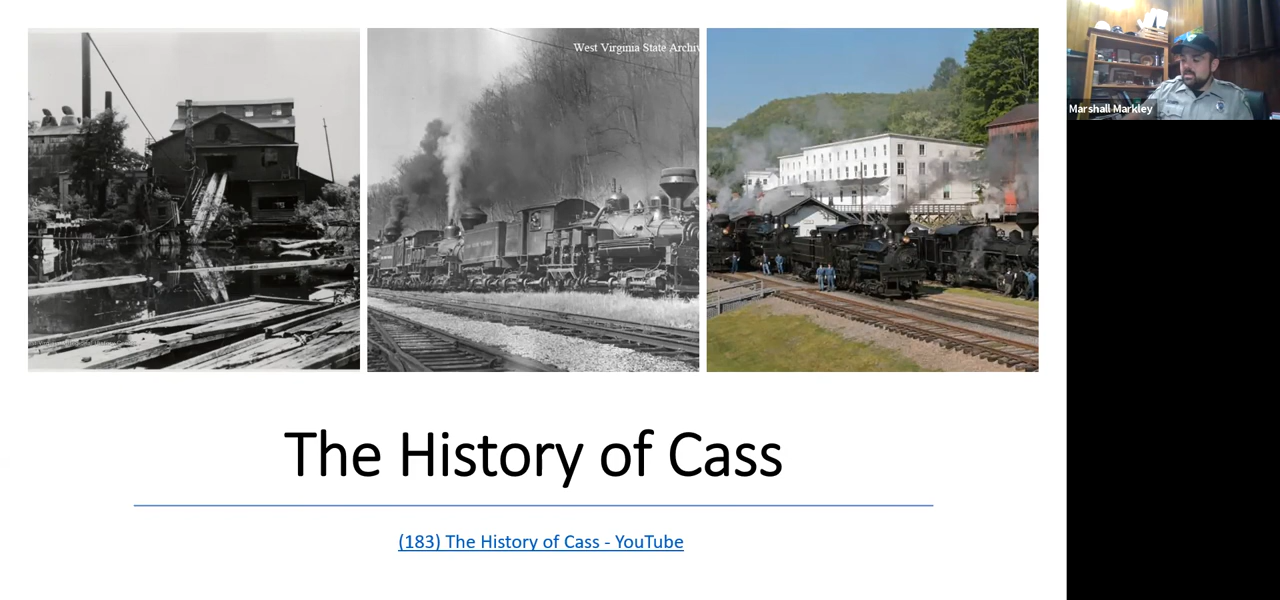 West Virginia State Archiv
Marshall Markley
The History of Cass
(183) The History of Cass - YouTube